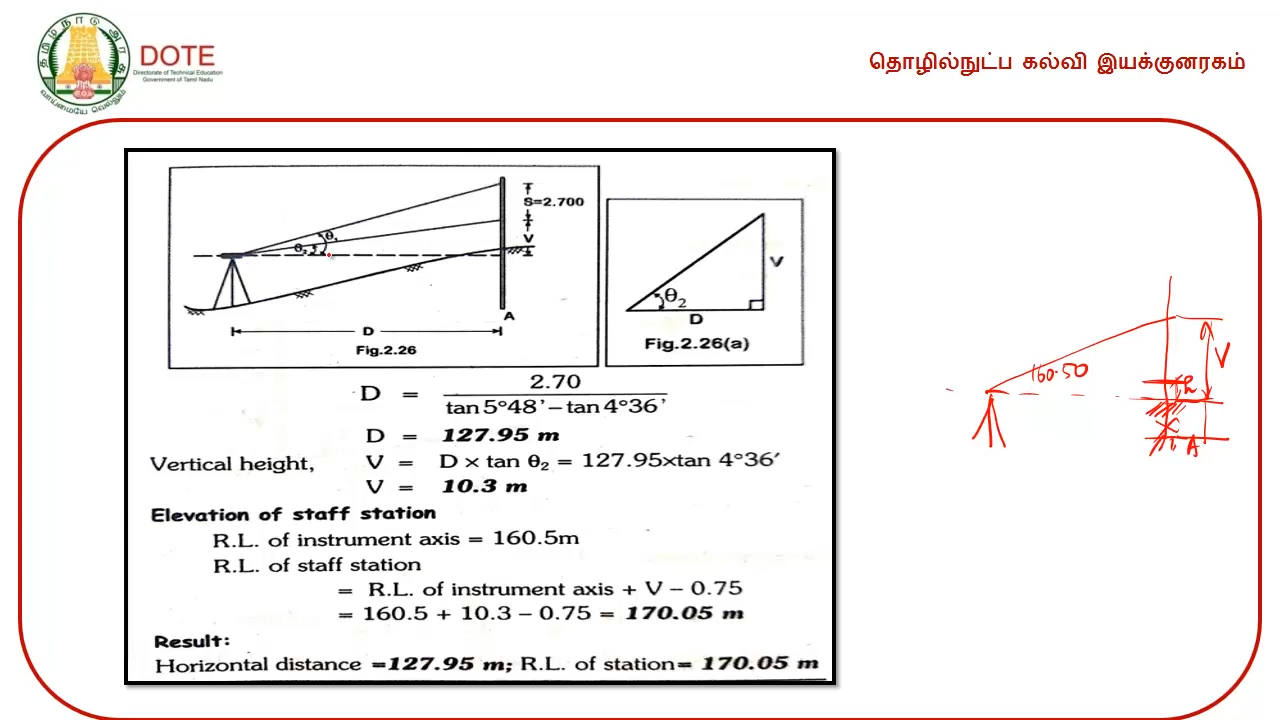 தமிழ்நாடு அரசு
வாய்மையே வெல்லும்
DOTE
Directorate of Technical Education
Government of Tamil Nadu
தொழில்நுட்ப கல்வி இயக்குனரகம்
S=2.700
θ₁
θ₂
V
A
D
Fig.2.26
V
θ₂
D
Fig.2.26(a)
D = 2.70 / tan 5°48' – tan 4°36'
D = 127.95 m
Vertical height, V = D × tan θ₂ = 127.95×tan 4°36′
V = 10.3 m
Elevation of staff station
R.L. of instrument axis = 160.5m
R.L. of staff station
= R.L. of instrument axis + V – 0.75
= 160.5 + 10.3 – 0.75 = 170.05 m
Result:
Horizontal distance =127.95 m; R.L. of station= 170.05 m
160.50
V
h
A